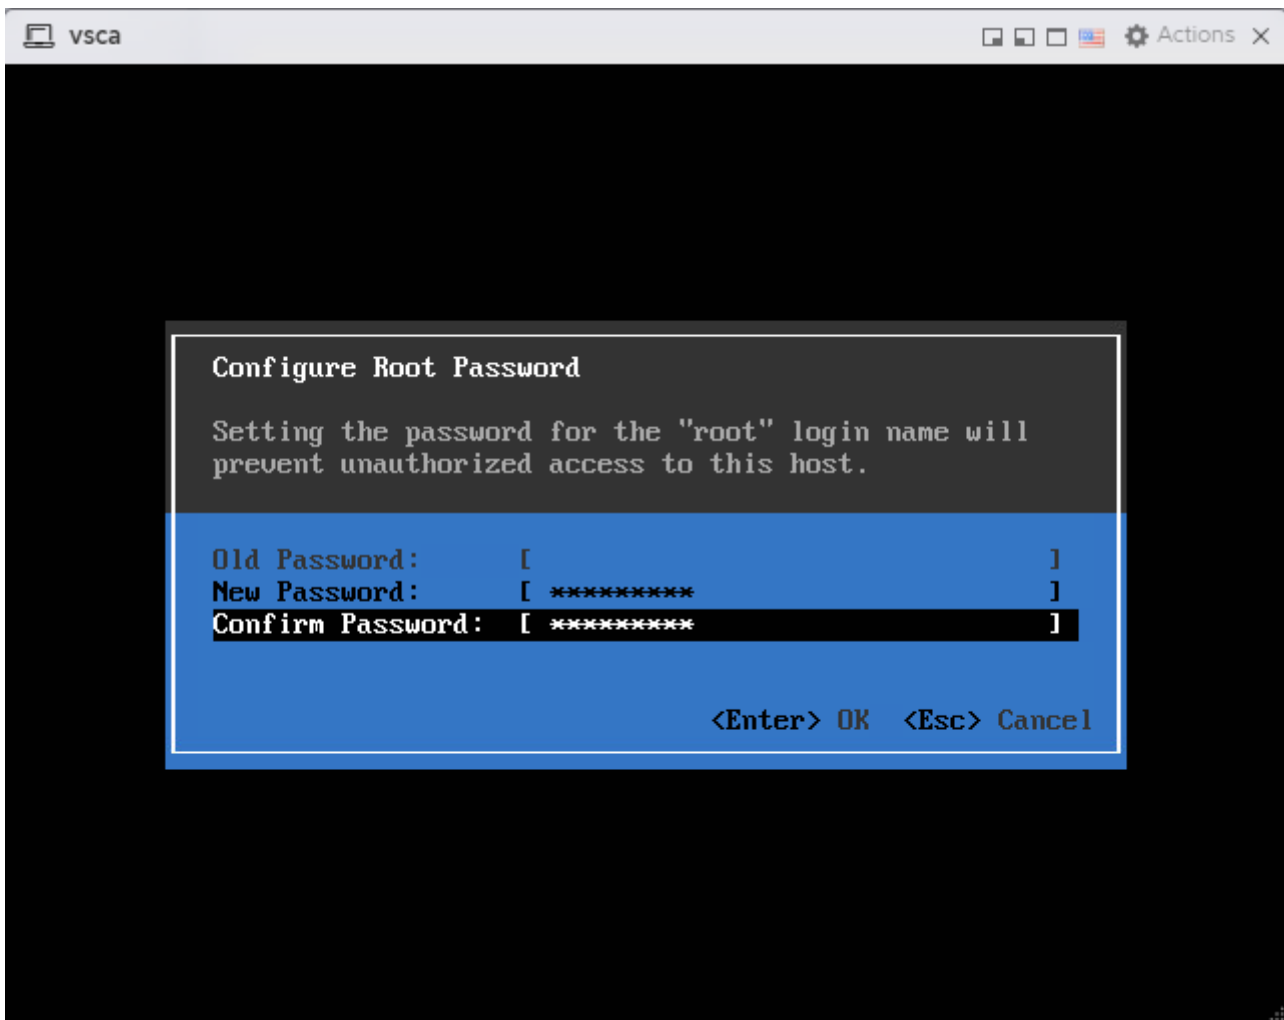 vsca
Actions
Configure Root Password
Setting the password for the "root" login name will
prevent unauthorized access to this host.
Old Password: [ ]
New Password: [ ********* ]
Confirm Password: [ ********* ]
<Enter> OK <Esc> Cancel